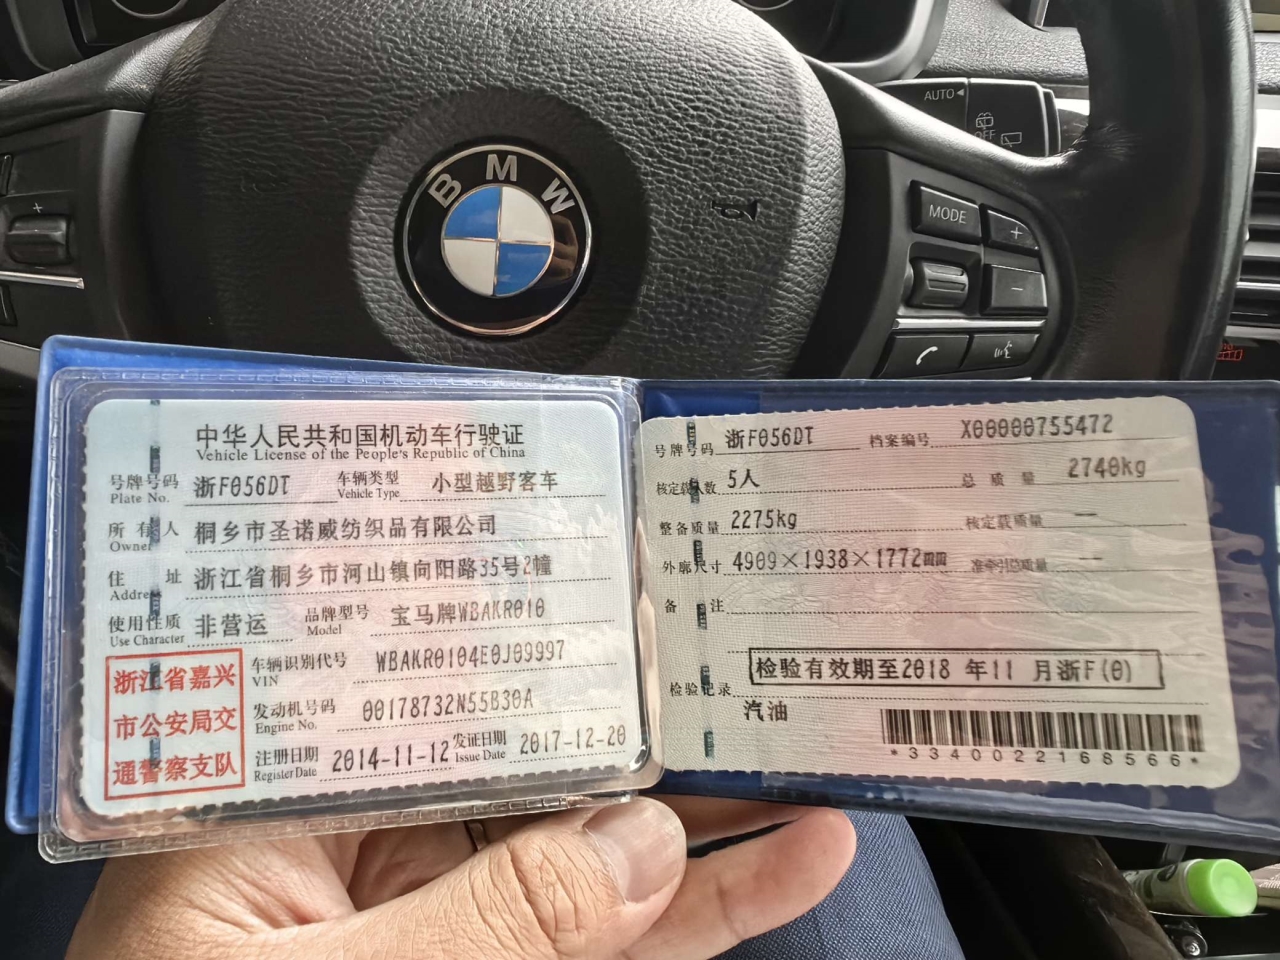 AUTO
OFF
BMW
MODE
+
+
−
中华人民共和国机动车行驶证
Vehicle License of the People's Republic of China
号牌号码 浙F056DT 车辆类型 小型越野客车
Plate No. Vehicle Type
所有人 桐乡市圣诺威纺织品有限公司
Owner
住址 浙江省桐乡市河山镇向阳路35号2幢
Address
使用性质 非营运 品牌型号 宝马牌WBAKR010
Use Character Model
浙江省嘉兴
市公安局交
通警察支队
车辆识别代号 WBAKR0104E0J09997
VIN
发动机号码 00178732N55B30A
Engine No.
注册日期 2014-11-12 发证日期 2017-12-20
Register Date Issue Date
号牌号码 浙F056DT 档案编号 X00000755472
核定载人数 5人 总质量 2740kg
整备质量 2275kg 核定载质量 —
外廓尺寸 4909×1938×1772mm 准牵引总质量 —
备注
检验记录 检验有效期至2018 年11 月浙F(0)
汽油
*3340022168566*